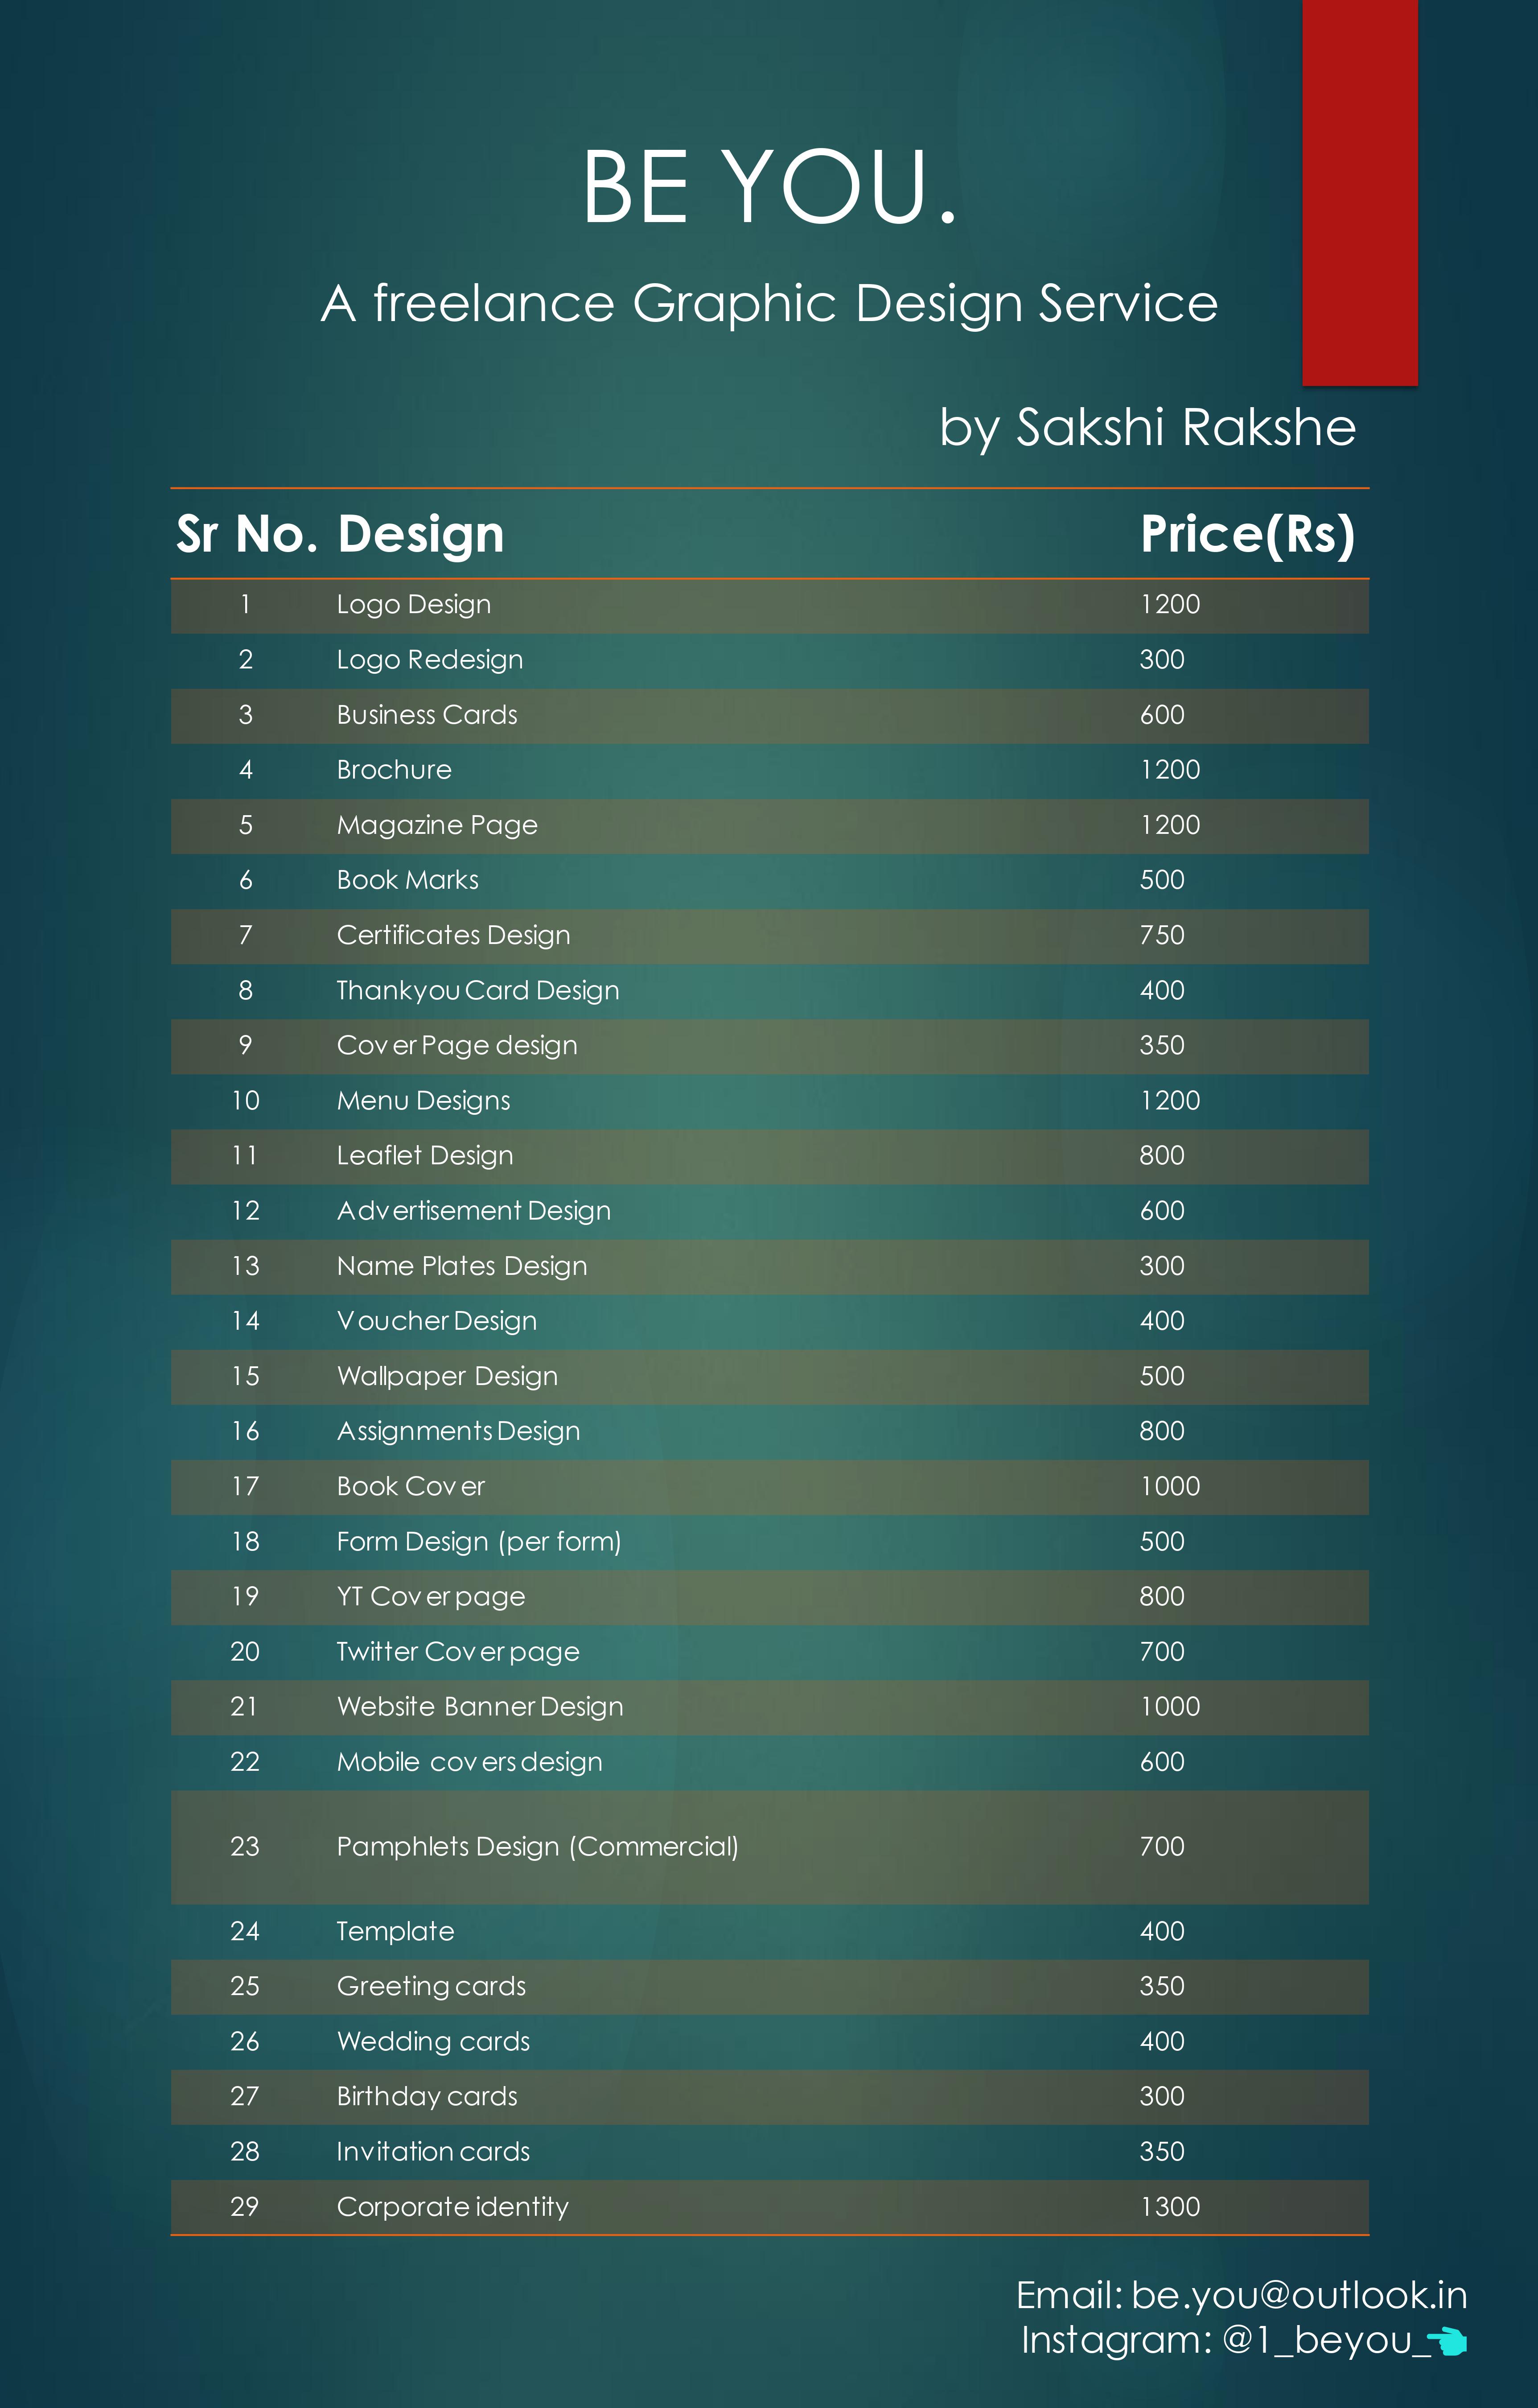 BE YOU.
A freelance Graphic Design Service
by Sakshi Rakshe
Sr No. Design Price(Rs)
1 Logo Design 1200
2 Logo Redesign 300
3 Business Cards 600
4 Brochure 1200
5 Magazine Page 1200
6 Book Marks 500
7 Certificates Design 750
8 Thankyou Card Design 400
9 Cover Page design 350
10 Menu Designs 1200
11 Leaflet Design 800
12 Advertisement Design 600
13 Name Plates Design 300
14 Voucher Design 400
15 Wallpaper Design 500
16 Assignments Design 800
17 Book Cover 1000
18 Form Design (per form) 500
19 YT Cover page 800
20 Twitter Cover page 700
21 Website Banner Design 1000
22 Mobile covers design 600
23 Pamphlets Design (Commercial) 700
24 Template 400
25 Greeting cards 350
26 Wedding cards 400
27 Birthday cards 300
28 Invitation cards 350
29 Corporate identity 1300
Email: be.you@outlook.in
Instagram: @1_beyou_